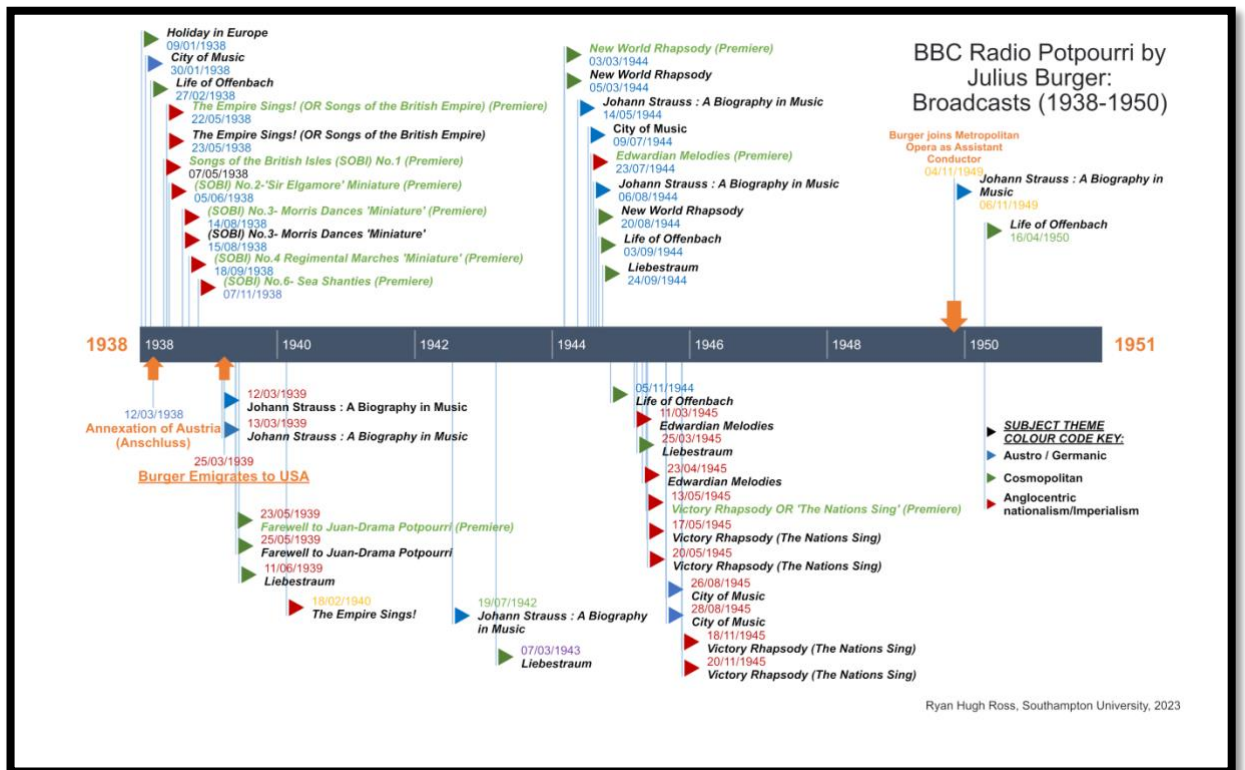 BBC Radio Potpourri by
Julius Burger:
Broadcasts (1938-1950)
Holiday in Europe
09/01/1938
City of Music
30/01/1938
Life of Offenbach
27/02/1938
The Empire Sings! (OR Songs of the British Empire) (Premiere)
22/05/1938
The Empire Sings! (OR Songs of the British Empire)
23/05/1938
Songs of the British Isles (SOBI) No.1 (Premiere)
07/05/1938
(SOBI) No.2-'Sir Elgamore' Miniature (Premiere)
05/06/1938
(SOBI) No.3- Morris Dances 'Miniature' (Premiere)
14/08/1938
(SOBI) No.3- Morris Dances 'Miniature'
15/08/1938
(SOBI) No.4 Regimental Marches 'Miniature' (Premiere)
18/09/1938
(SOBI) No.6- Sea Shanties (Premiere)
07/11/1938
New World Rhapsody (Premiere)
03/03/1944
New World Rhapsody
05/03/1944
Johann Strauss : A Biography in Music
14/05/1944
City of Music
09/07/1944
Edwardian Melodies (Premiere)
23/07/1944
Johann Strauss : A Biography in Music
06/08/1944
New World Rhapsody
20/08/1944
Life of Offenbach
03/09/1944
Liebestraum
24/09/1944
Burger joins Metropolitan
Opera as Assistant
Conductor
04/11/1949
Johann Strauss : A Biography in
Music
06/11/1949
Life of Offenbach
16/04/1950
1938
1938
1940
1942
1944
1946
1948
1950
1951
12/03/1938
Annexation of Austria
(Anschluss)
12/03/1939
Johann Strauss : A Biography in Music
13/03/1939
Johann Strauss : A Biography in Music
25/03/1939
Burger Emigrates to USA
23/05/1939
Farewell to Juan-Drama Potpourri (Premiere)
25/05/1939
Farewell to Juan-Drama Potpourri
11/06/1939
Liebestraum
18/02/1940
The Empire Sings!
19/07/1942
Johann Strauss : A Biography
in Music
07/03/1943
Liebestraum
05/11/1944
Life of Offenbach
11/03/1945
Edwardian Melodies
25/03/1945
Liebestraum
23/04/1945
Edwardian Melodies
13/05/1945
Victory Rhapsody OR 'The Nations Sing' (Premiere)
17/05/1945
Victory Rhapsody (The Nations Sing)
20/05/1945
Victory Rhapsody (The Nations Sing)
26/08/1945
City of Music
28/08/1945
City of Music
18/11/1945
Victory Rhapsody (The Nations Sing)
20/11/1945
Victory Rhapsody (The Nations Sing)
SUBJECT THEME
COLOUR CODE KEY:
Austro / Germanic
Cosmopolitan
Anglocentric
nationalism/Imperialism
Ryan Hugh Ross, Southampton University, 2023